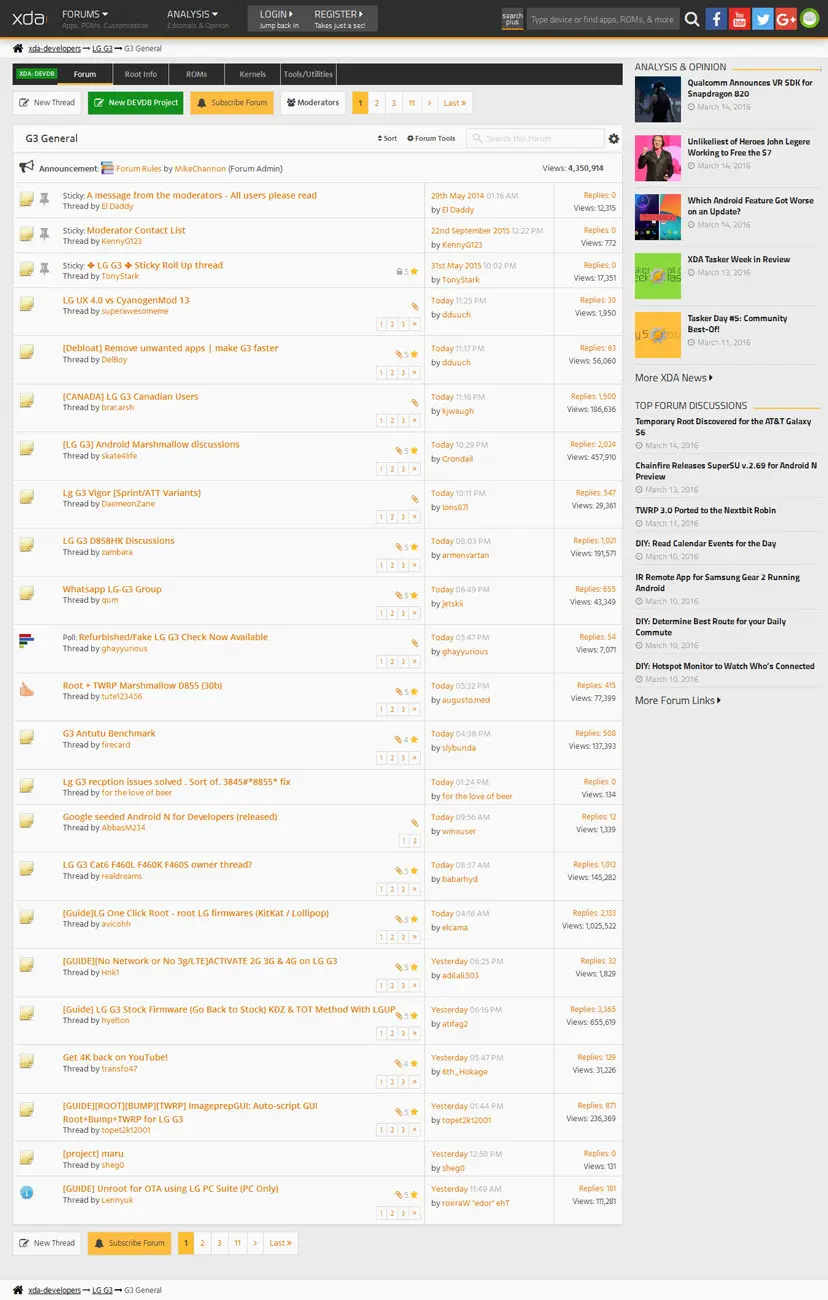 xda
FORUMS
Apps, ROMs, Customization
ANALYSIS
Editorials & Opinion
LOGIN
Jump back in
REGISTER
Takes just a sec!
search plus
Type device or find apps, ROMs, & more
xda-developers → LG G3 → G3 General
XDA: DEVDB
Forum
Root Info
ROMs
Kernels
Tools/Utilities
New Thread
New DEVDB Project
Subscribe Forum
Moderators
1 2 3 11 > Last »
G3 General
Sort
Forum Tools
Search this Forum
Announcement: Forum Rules by MikeChannon (Forum Admin)
Views: 4,350,914
Sticky: A message from the moderators - All users please read
Thread by El Daddy
29th May 2014 01:16 AM
by El Daddy
Replies: 0
Views: 12,315
Sticky: Moderator Contact List
Thread by KennyG123
22nd September 2015 12:22 PM
by KennyG123
Replies: 0
Views: 772
Sticky: ✤ LG G3 ✤ Sticky Roll Up thread
Thread by TonyStark
5
31st May 2015 10:02 PM
by TonyStark
Replies: 0
Views: 17,351
LG UX 4.0 vs CyanogenMod 13
Thread by superawesomeme
1 2 3 »
Today 11:25 PM
by dduuch
Replies: 30
Views: 1,950
[Debloat] Remove unwanted apps | make G3 faster
Thread by DelBoy
5
1 2 3 »
Today 11:17 PM
by dduuch
Replies: 63
Views: 56,060
[CANADA] LG G3 Canadian Users
Thread by brar.arsh
1 2 3 »
Today 11:16 PM
by kjwaugh
Replies: 1,500
Views: 186,636
[LG G3] Android Marshmallow discussions
Thread by skate4life
5
1 2 3 »
Today 10:29 PM
by Crondail
Replies: 2,024
Views: 457,910
Lg G3 Vigor [Sprint/ATT Variants]
Thread by DaemeonZane
1 2 3 »
Today 10:11 PM
by Ions87l
Replies: 547
Views: 29,361
LG G3 D858HK Discussions
Thread by zambara
5
1 2 3 »
Today 08:03 PM
by armenvartan
Replies: 1,021
Views: 191,571
Whatsapp LG-G3 Group
Thread by qum
5
1 2 3 »
Today 06:49 PM
by jetskii
Replies: 655
Views: 43,349
Poll: Refurbished/Fake LG G3 Check Now Available
Thread by ghayyurious
1 2 3 »
Today 05:47 PM
by ghayyurious
Replies: 54
Views: 7,071
Root + TWRP Marshmallow D855 (30b)
Thread by tute123456
5
1 2 3 »
Today 05:32 PM
by augusto.med
Replies: 415
Views: 77,399
G3 Antutu Benchmark
Thread by firecard
4
1 2 3 »
Today 04:38 PM
by slybunda
Replies: 508
Views: 137,393
Lg G3 recption issues solved . Sort of. 3845#*8855* fix
Thread by for the love of beer
Today 01:24 PM
by for the love of beer
Replies: 0
Views: 134
Google seeded Android N for Developers (released)
Thread by AbbasM234
1 2
Today 09:56 AM
by winxuser
Replies: 12
Views: 1,339
LG G3 Cat6 F460L F460K F460S owner thread?
Thread by realdreams
5
1 2 3 »
Today 08:37 AM
by babarhyd
Replies: 1,012
Views: 145,282
[Guide]LG One Click Root - root LG firmwares (KitKat / Lollipop)
Thread by avicohh
5
1 2 3 »
Today 04:16 AM
by elcama
Replies: 2,133
Views: 1,025,522
[GUIDE][No Network or No 3g/LTE]ACTIVATE 2G 3G & 4G on LG G3
Thread by Hnk1
5
1 2 3 »
Yesterday 06:25 PM
by adilali.503
Replies: 32
Views: 1,829
[Guide] LG G3 Stock Firmware (Go Back to Stock) KDZ & TOT Method With LGUP
Thread by hyelton
5
1 2 3 »
Yesterday 06:16 PM
by atifag2
Replies: 3,365
Views: 655,619
Get 4K back on YouTube!
Thread by transfo47
4
1 2 3 »
Yesterday 05:47 PM
by 6th_Hokage
Replies: 129
Views: 31,226
[GUIDE][ROOT][BUMP][TWRP] ImageprepGUI: Auto-script GUI
Root+Bump+TWRP for LG G3
Thread by topet2k12001
5
1 2 3 »
Yesterday 01:44 PM
by topet2k12001
Replies: 871
Views: 236,369
[project] maru
Thread by sheg0
Yesterday 12:58 PM
by sheg0
Replies: 0
Views: 131
[GUIDE] Unroot for OTA using LG PC Suite (PC Only)
Thread by Lennyuk
5
1 2 3 »
Yesterday 11:49 AM
by roirraW "edor" ehT
Replies: 181
Views: 111,281
New Thread
Subscribe Forum
1 2 3 11 > Last »
xda-developers → LG G3 → G3 General
ANALYSIS & OPINION
Qualcomm Announces VR SDK for
Snapdragon 820
March 14, 2016
Unlikeliest of Heroes John Legere
Working to Free the S7
March 14, 2016
Which Android Feature Got Worse
on an Update?
March 14, 2016
XDA Tasker Week in Review
March 13, 2016
Tasker Day #5: Community
Best-Of!
March 11, 2016
More XDA News
TOP FORUM DISCUSSIONS
Temporary Root Discovered for the AT&T Galaxy
S6
March 14, 2016
Chainfire Releases SuperSU v.2.69 for Android N
Preview
March 13, 2016
TWRP 3.0 Ported to the Nextbit Robin
March 11, 2016
DIY: Read Calendar Events for the Day
March 10, 2016
IR Remote App for Samsung Gear 2 Running
Android
March 10, 2016
DIY: Determine Best Route for your Daily
Commute
March 10, 2016
DIY: Hotspot Monitor to Watch Who's Connected
March 10, 2016
More Forum Links